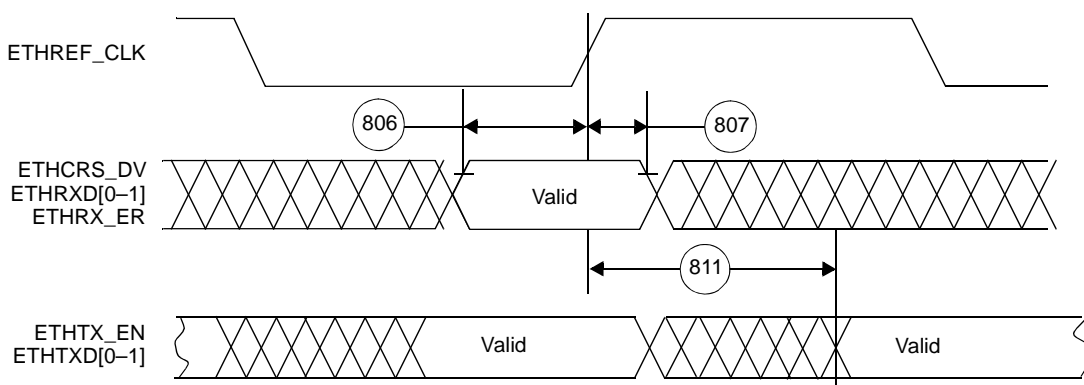 ETHREF_CLK
806
807
ETHCRS_DV
ETHRXD[0–1]
ETHRX_ER
Valid
811
ETHTX_EN
ETHTXD[0–1]
Valid
Valid